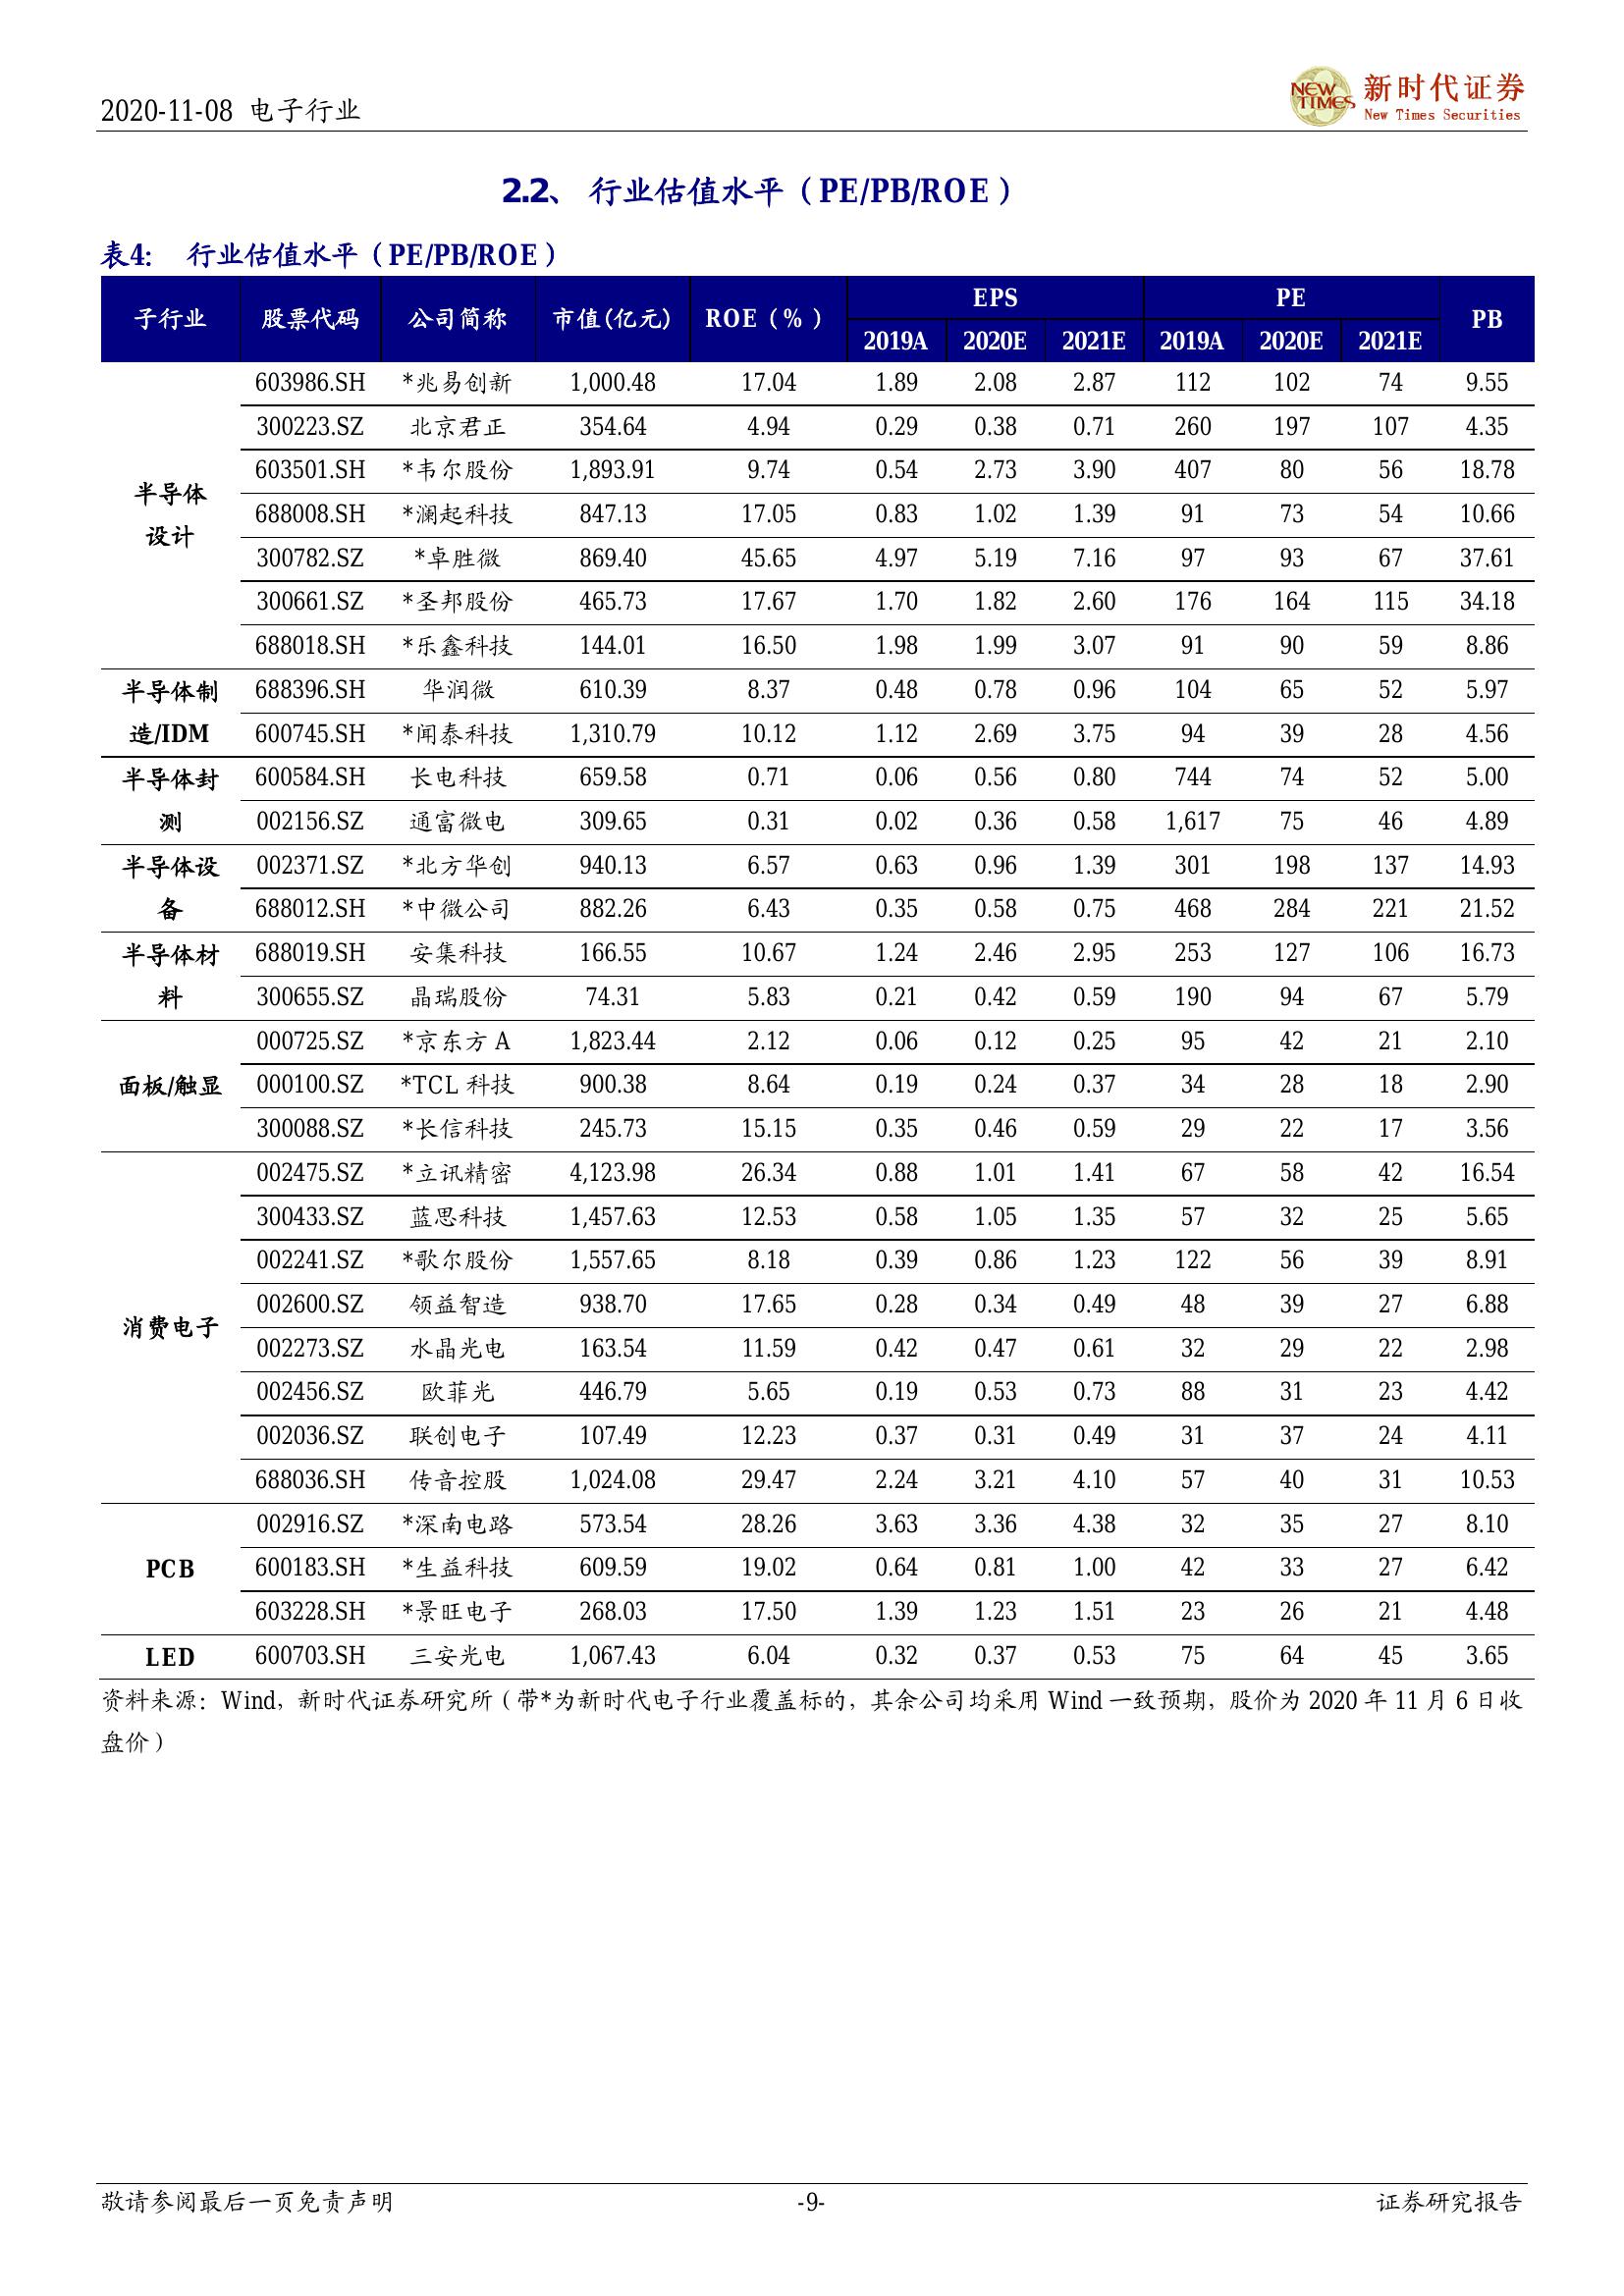 2020-11-08 电子行业
NEW TIMES 新时代证券
New Times Securities
2.2、 行业估值水平（PE/PB/ROE）
表4: 行业估值水平（PE/PB/ROE）
子行业 股票代码 公司简称 市值(亿元) ROE（%） EPS PE PB
2019A 2020E 2021E 2019A 2020E 2021E
半导体设计 603986.SH *兆易创新 1,000.48 17.04 1.89 2.08 2.87 112 102 74 9.55
300223.SZ 北京君正 354.64 4.94 0.29 0.38 0.71 260 197 107 4.35
603501.SH *韦尔股份 1,893.91 9.74 0.54 2.73 3.90 407 80 56 18.78
688008.SH *澜起科技 847.13 17.05 0.83 1.02 1.39 91 73 54 10.66
300782.SZ *卓胜微 869.40 45.65 4.97 5.19 7.16 97 93 67 37.61
300661.SZ *圣邦股份 465.73 17.67 1.70 1.82 2.60 176 164 115 34.18
688018.SH *乐鑫科技 144.01 16.50 1.98 1.99 3.07 91 90 59 8.86
半导体制造/IDM 688396.SH 华润微 610.39 8.37 0.48 0.78 0.96 104 65 52 5.97
600745.SH *闻泰科技 1,310.79 10.12 1.12 2.69 3.75 94 39 28 4.56
半导体封测 600584.SH 长电科技 659.58 0.71 0.06 0.56 0.80 744 74 52 5.00
002156.SZ 通富微电 309.65 0.31 0.02 0.36 0.58 1,617 75 46 4.89
半导体设备 002371.SZ *北方华创 940.13 6.57 0.63 0.96 1.39 301 198 137 14.93
688012.SH *中微公司 882.26 6.43 0.35 0.58 0.75 468 284 221 21.52
半导体材料 688019.SH 安集科技 166.55 10.67 1.24 2.46 2.95 253 127 106 16.73
300655.SZ 晶瑞股份 74.31 5.83 0.21 0.42 0.59 190 94 67 5.79
面板/触显 000725.SZ *京东方 A 1,823.44 2.12 0.06 0.12 0.25 95 42 21 2.10
000100.SZ *TCL 科技 900.38 8.64 0.19 0.24 0.37 34 28 18 2.90
300088.SZ *长信科技 245.73 15.15 0.35 0.46 0.59 29 22 17 3.56
消费电子 002475.SZ *立讯精密 4,123.98 26.34 0.88 1.01 1.41 67 58 42 16.54
300433.SZ 蓝思科技 1,457.63 12.53 0.58 1.05 1.35 57 32 25 5.65
002241.SZ *歌尔股份 1,557.65 8.18 0.39 0.86 1.23 122 56 39 8.91
002600.SZ 领益智造 938.70 17.65 0.28 0.34 0.49 48 39 27 6.88
002273.SZ 水晶光电 163.54 11.59 0.42 0.47 0.61 32 29 22 2.98
002456.SZ 欧菲光 446.79 5.65 0.19 0.53 0.73 88 31 23 4.42
002036.SZ 联创电子 107.49 12.23 0.37 0.31 0.49 31 37 24 4.11
688036.SH 传音控股 1,024.08 29.47 2.24 3.21 4.10 57 40 31 10.53
PCB 002916.SZ *深南电路 573.54 28.26 3.63 3.36 4.38 32 35 27 8.10
600183.SH *生益科技 609.59 19.02 0.64 0.81 1.00 42 33 27 6.42
603228.SH *景旺电子 268.03 17.50 1.39 1.23 1.51 23 26 21 4.48
LED 600703.SH 三安光电 1,067.43 6.04 0.32 0.37 0.53 75 64 45 3.65
资料来源：Wind，新时代证券研究所（带*为新时代电子行业覆盖标的，其余公司均采用 Wind 一致预期，股价为 2020 年 11 月 6 日收
盘价）
敬请参阅最后一页免责声明 -9- 证券研究报告